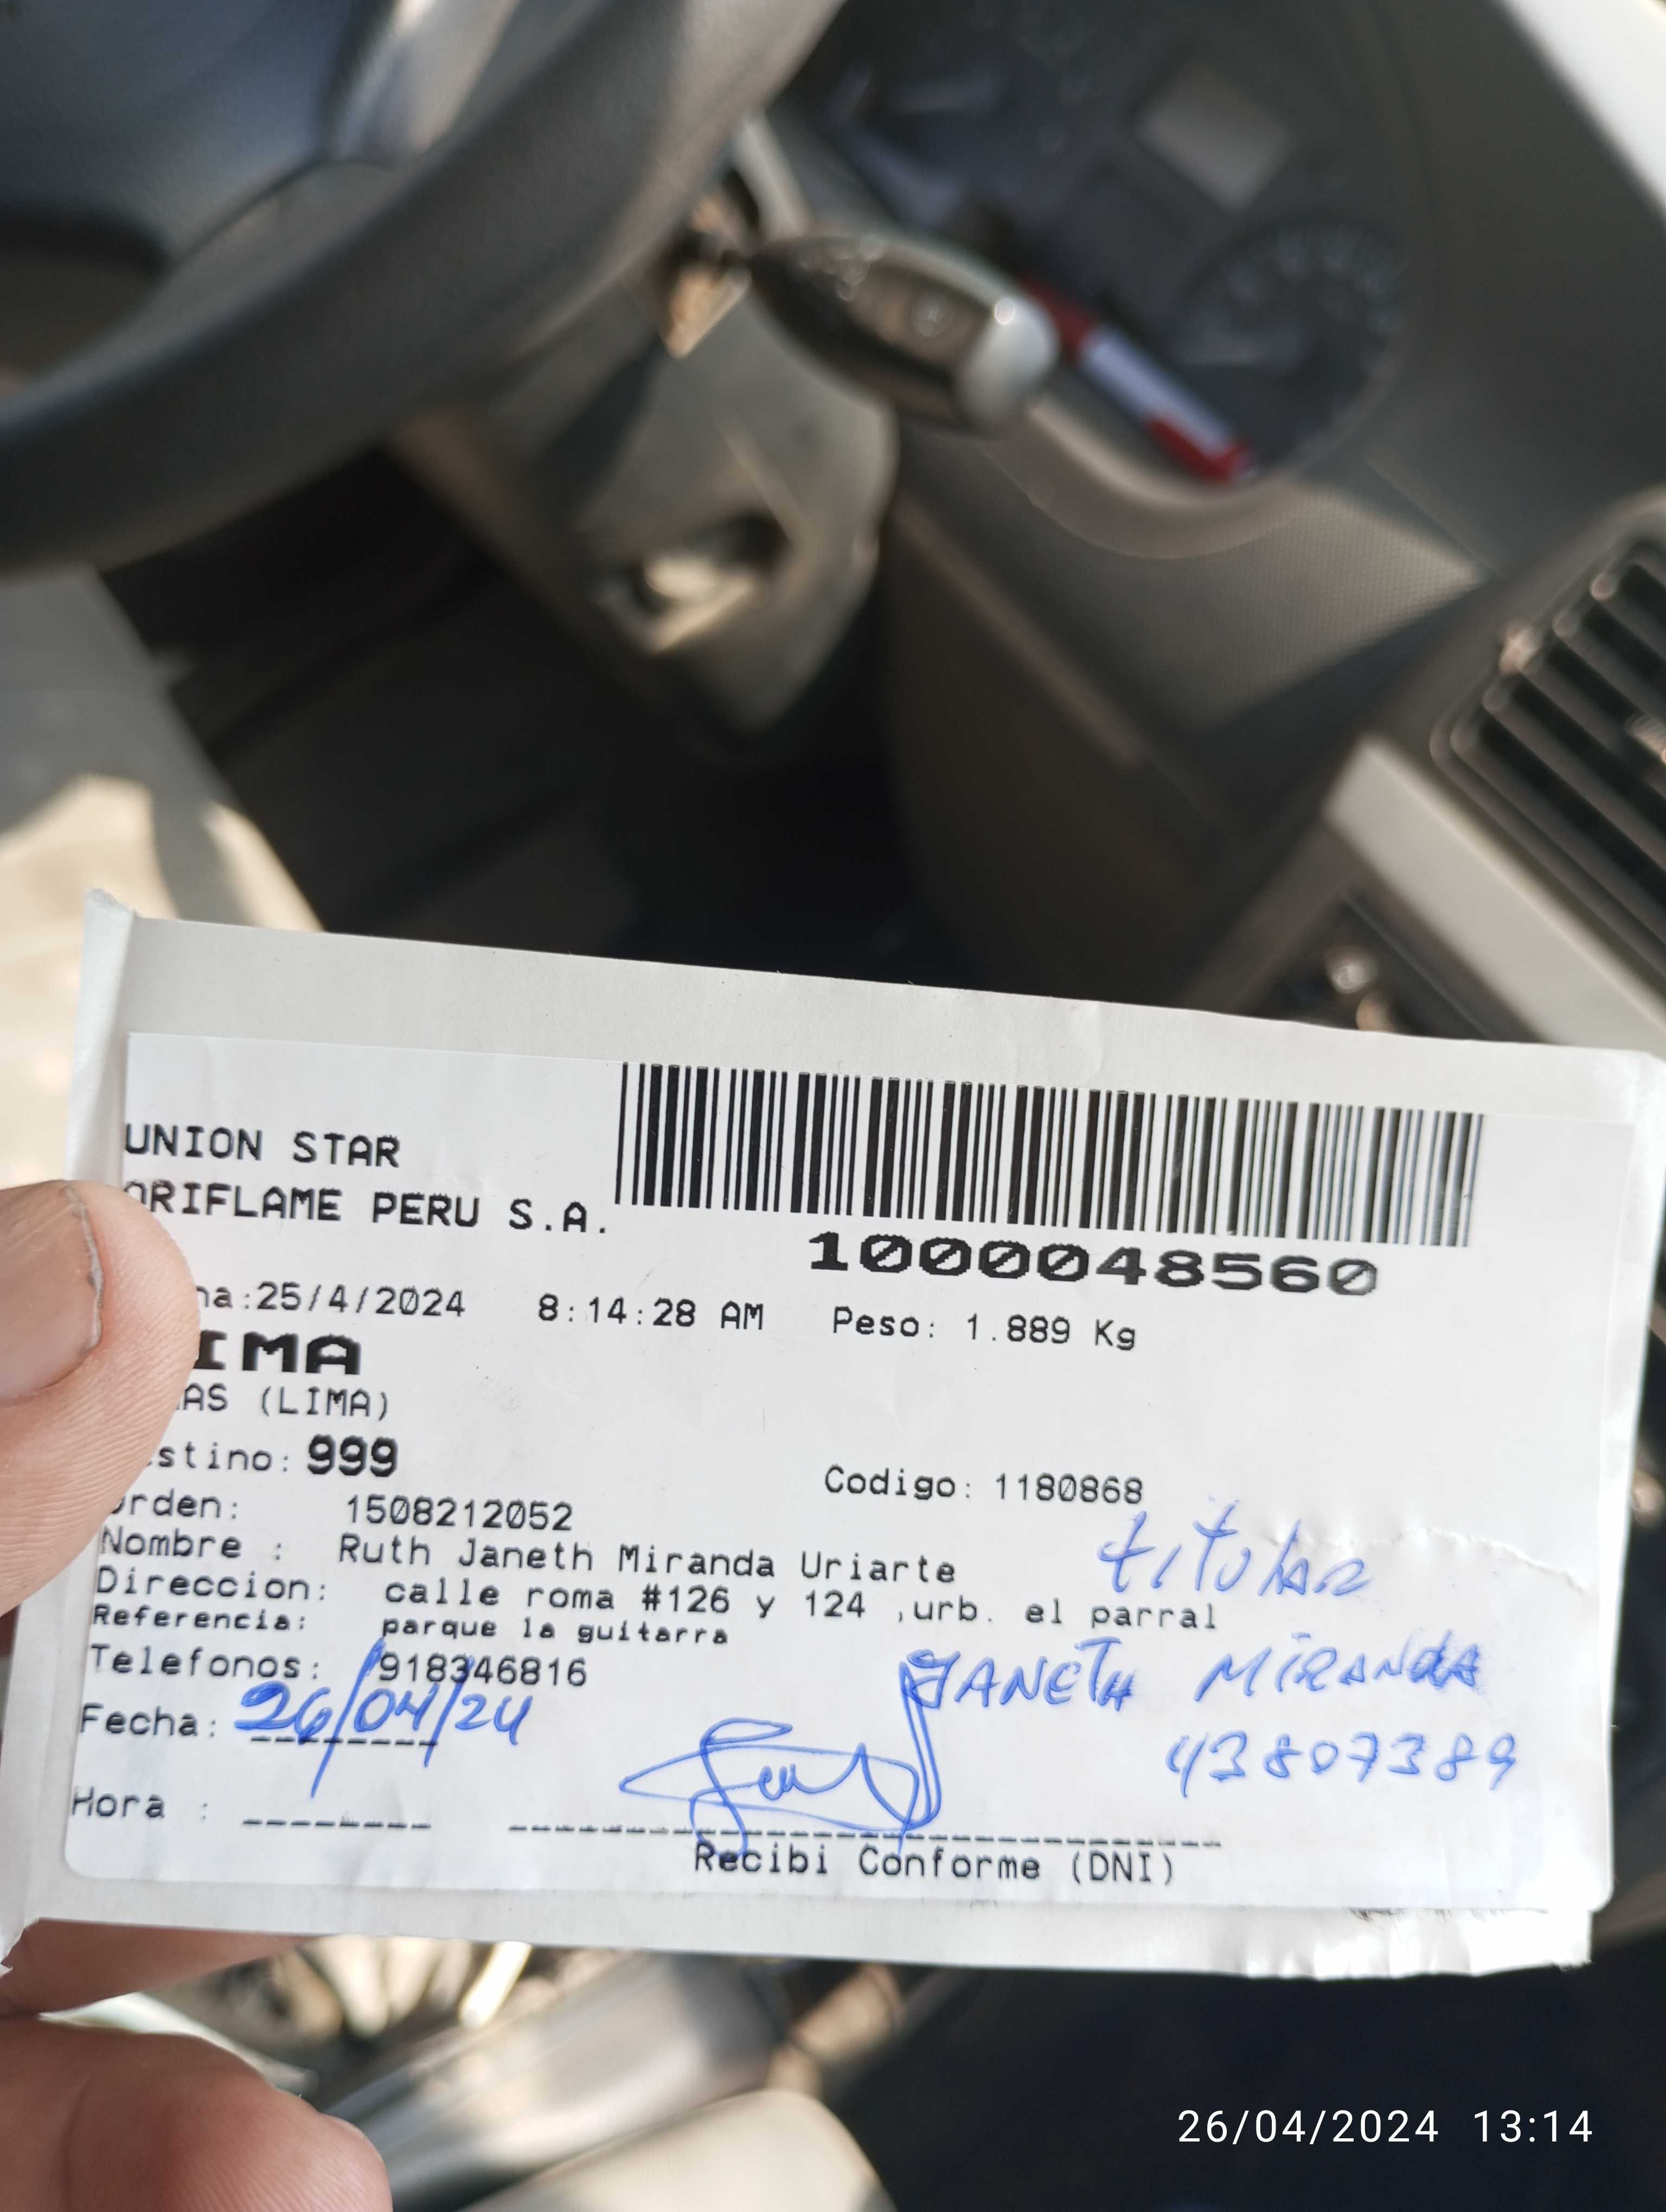 UNION STAR
ORIFLAME PERU S.A.
1000048560
ha:25/4/2024 8:14:28 AM Peso: 1.889 Kg
IMA
AS (LIMA)
stino: 999
Codigo: 1180868
Orden: 1508212052
Nombre : Ruth Janeth Miranda Uriarte
titular
Direccion: calle roma #126 y 124 ,urb. el parral
Referencia: parque la guitarra
Telefonos: 918346816
JANETH MIRANDA
Fecha: 26/04/24
43807389
Hora :
Recibi Conforme (DNI)
26/04/2024 13:14